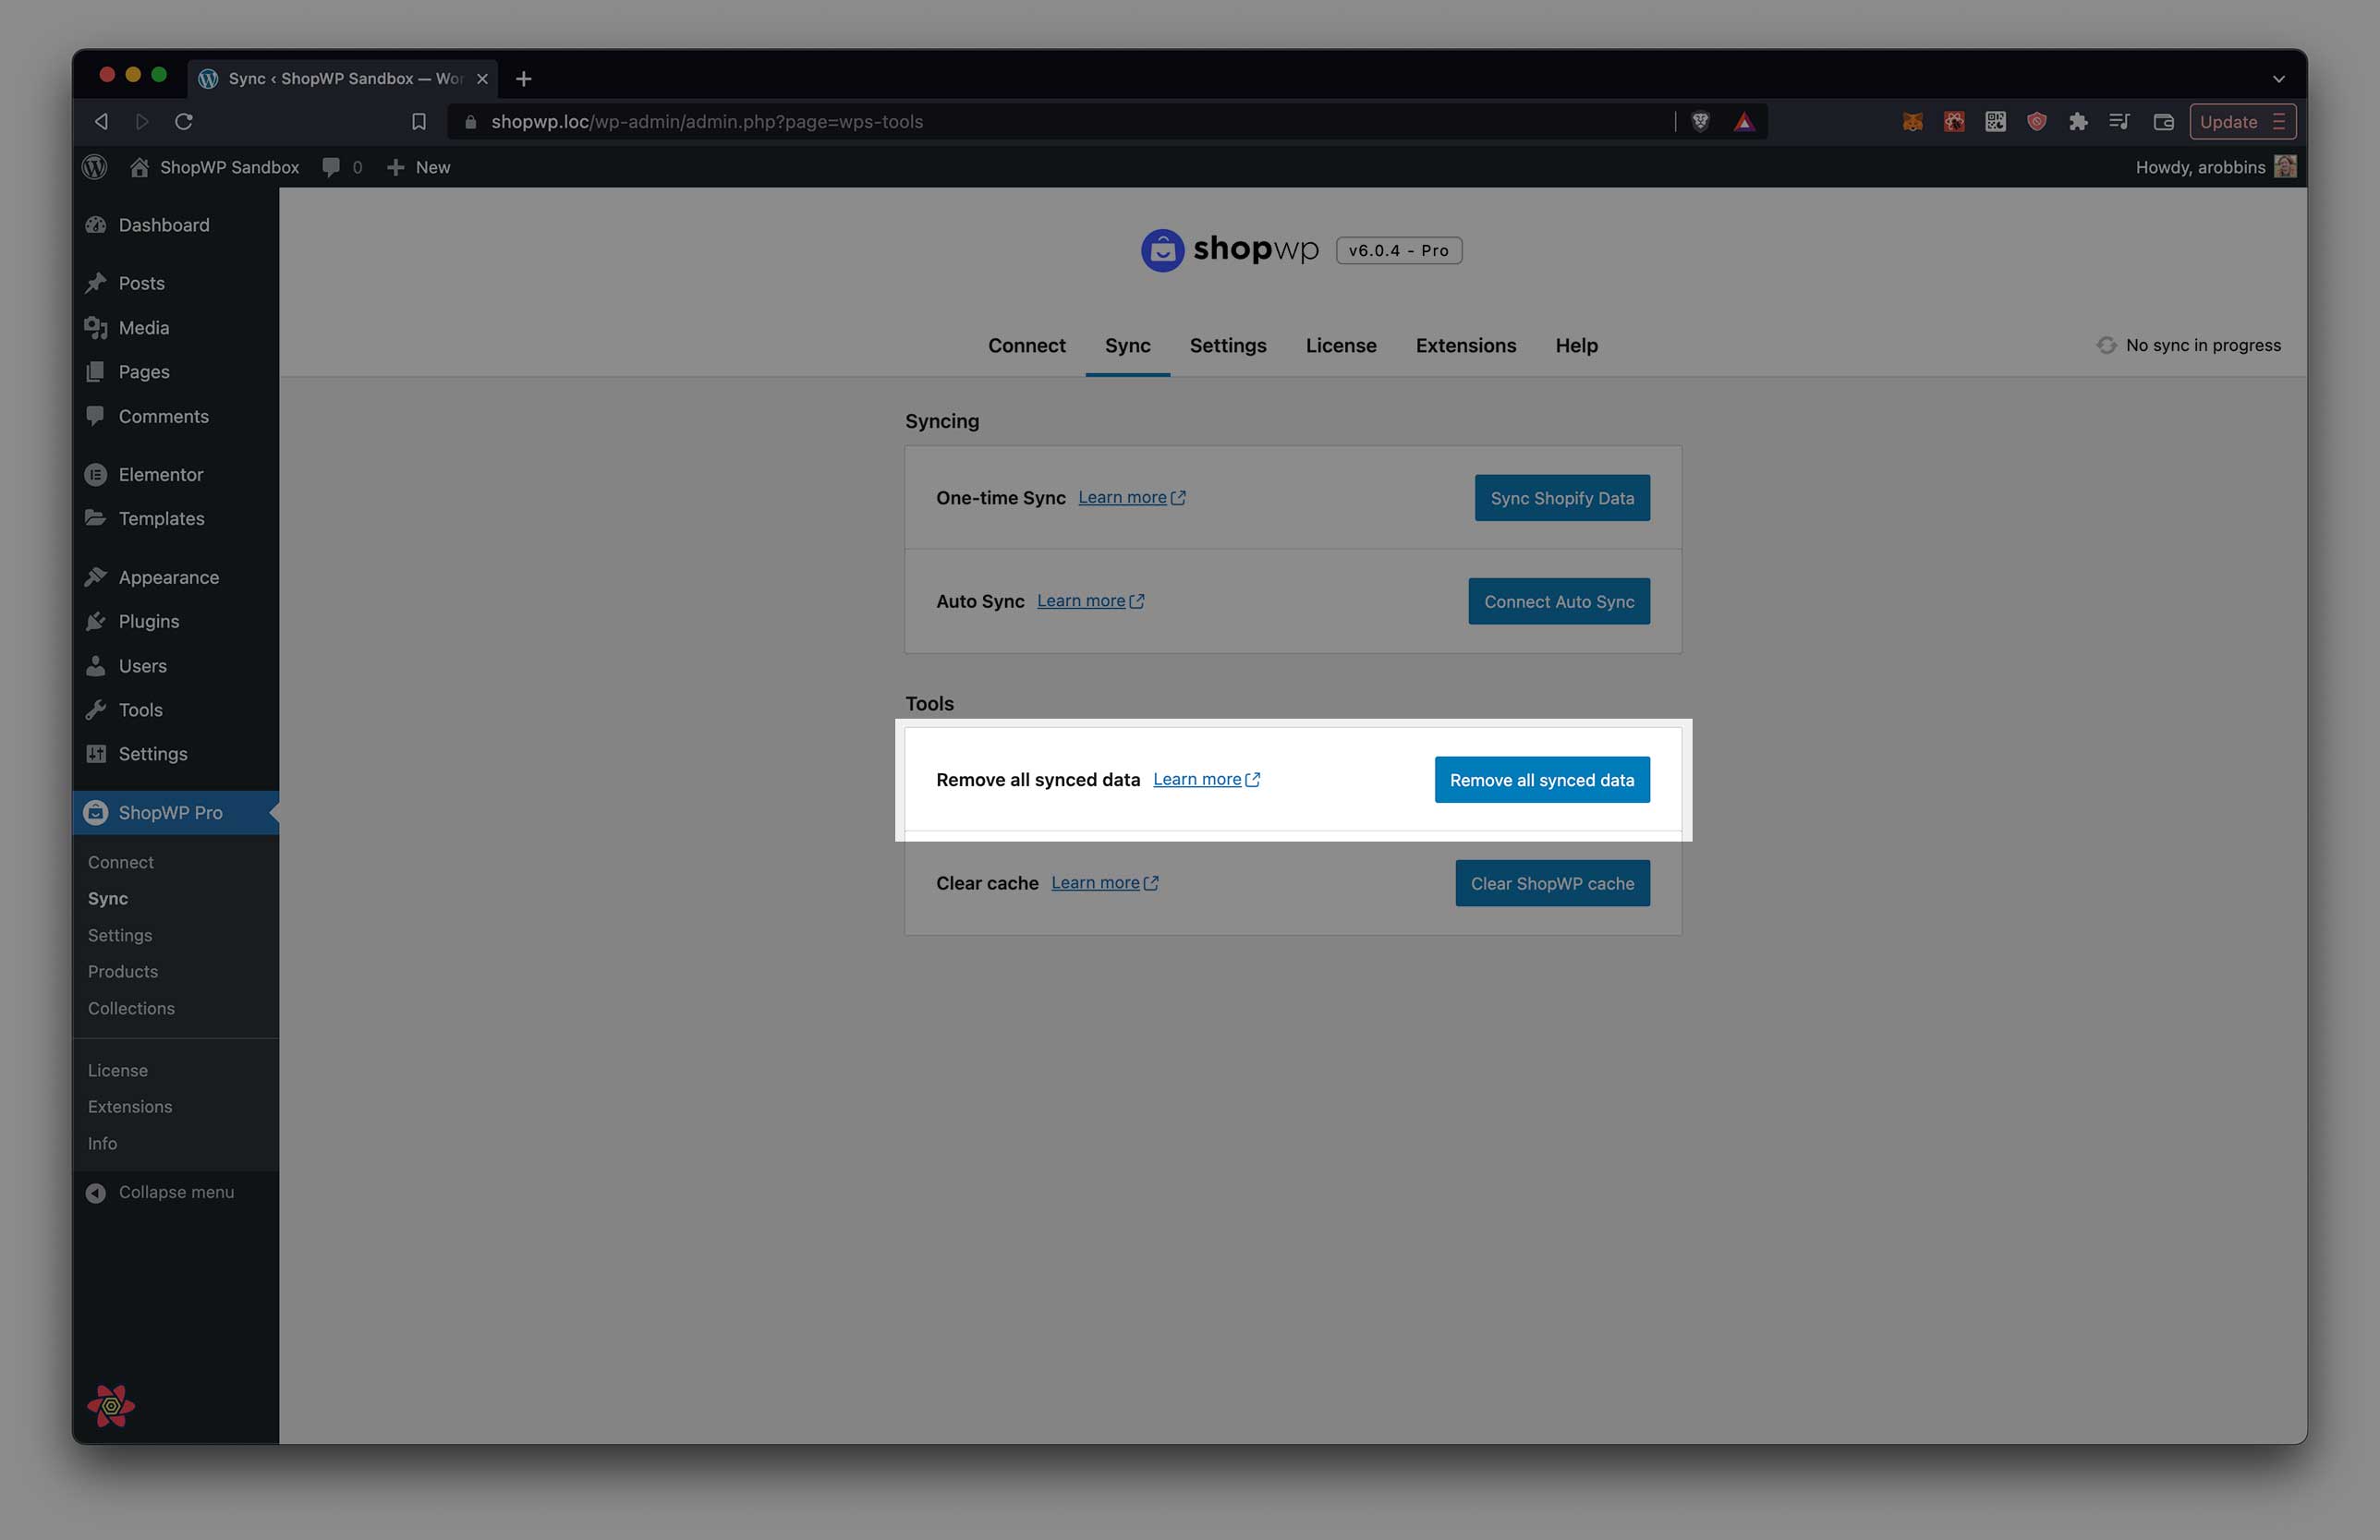 Sync ‹ ShopWP Sandbox — Wor
shopwp.loc/wp-admin/admin.php?page=wps-tools
Update
ShopWP Sandbox 0 New
Howdy, arobbins
Dashboard
Posts
Media
Pages
Comments
Elementor
Templates
Appearance
Plugins
Users
Tools
Settings
ShopWP Pro
Connect
Sync
Settings
Products
Collections
License
Extensions
Info
Collapse menu
shopwp v6.0.4 - Pro
Connect Sync Settings License Extensions Help
No sync in progress
Syncing
One-time Sync Learn more Sync Shopify Data
Auto Sync Learn more Connect Auto Sync
Tools
Remove all synced data Learn more Remove all synced data
Clear cache Learn more Clear ShopWP cache